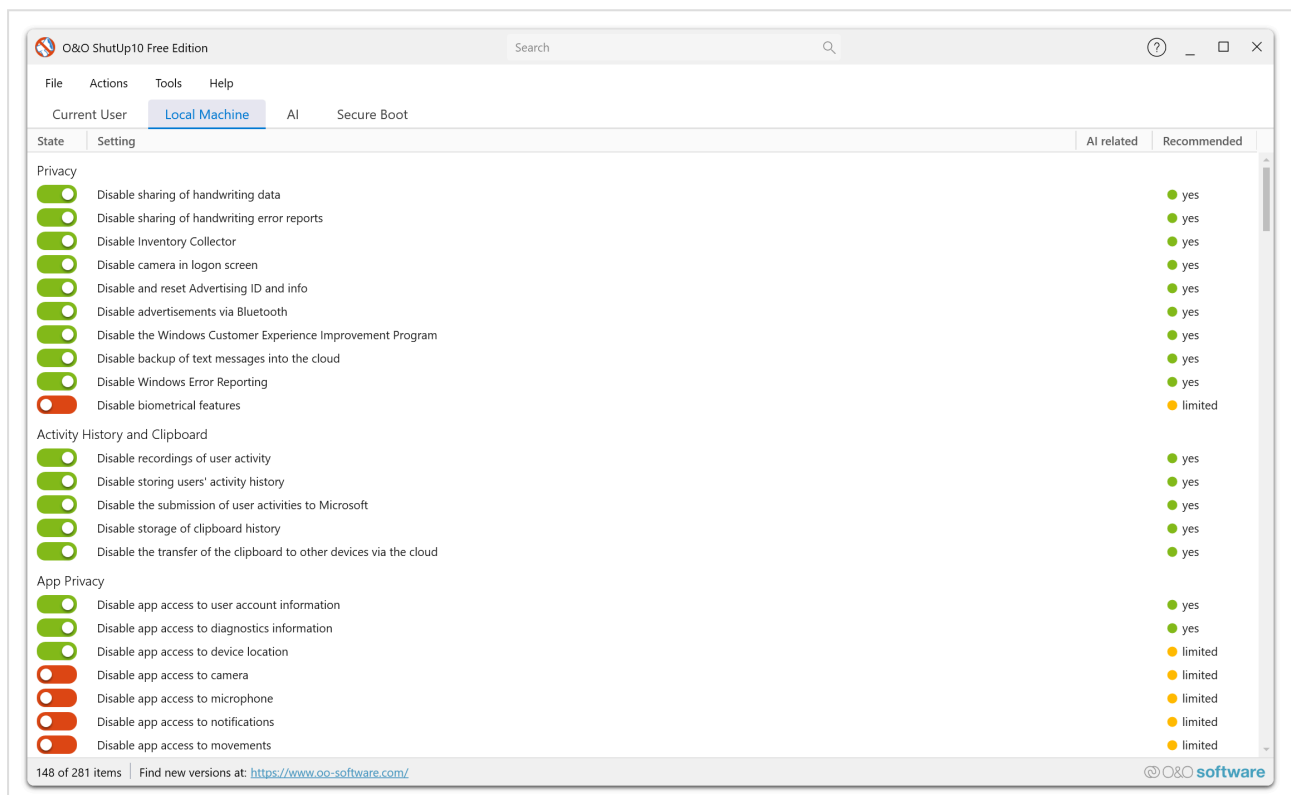 O&O ShutUp10 Free Edition Search
File Actions Tools Help
Current User Local Machine AI Secure Boot
State Setting AI related Recommended
Privacy
Disable sharing of handwriting data yes
Disable sharing of handwriting error reports yes
Disable Inventory Collector yes
Disable camera in logon screen yes
Disable and reset Advertising ID and info yes
Disable advertisements via Bluetooth yes
Disable the Windows Customer Experience Improvement Program yes
Disable backup of text messages into the cloud yes
Disable Windows Error Reporting yes
Disable biometrical features limited
Activity History and Clipboard
Disable recordings of user activity yes
Disable storing users' activity history yes
Disable the submission of user activities to Microsoft yes
Disable storage of clipboard history yes
Disable the transfer of the clipboard to other devices via the cloud yes
App Privacy
Disable app access to user account information yes
Disable app access to diagnostics information yes
Disable app access to device location limited
Disable app access to camera limited
Disable app access to microphone limited
Disable app access to notifications limited
Disable app access to movements limited
148 of 281 items Find new versions at: https://www.oo-software.com/ O&O software